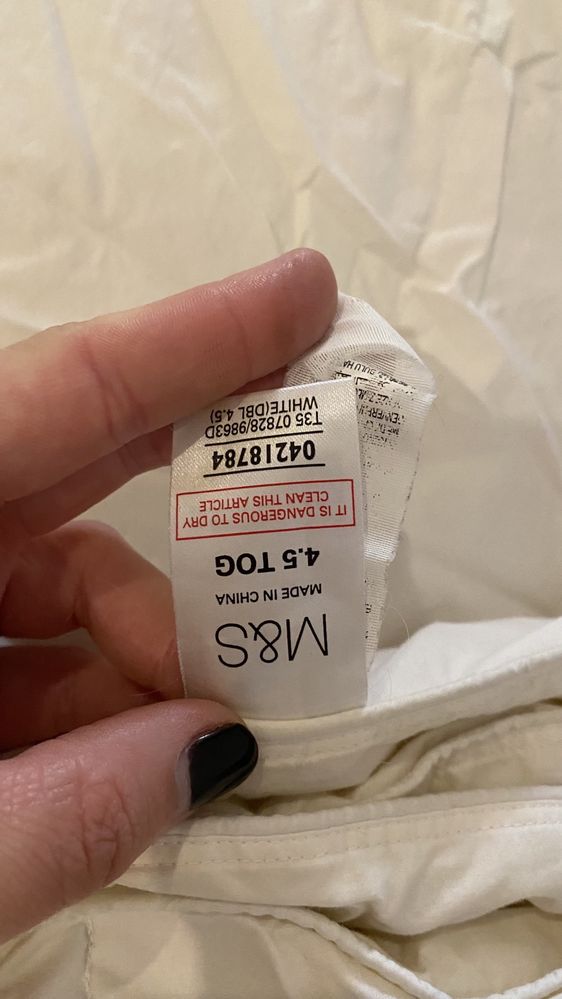 M&S
MADE IN CHINA
4.5 TOG
IT IS DANGEROUS TO DRY
CLEAN THIS ARTICLE
04218784
T35 07828/9863D
WHITE(DBL 4.5)